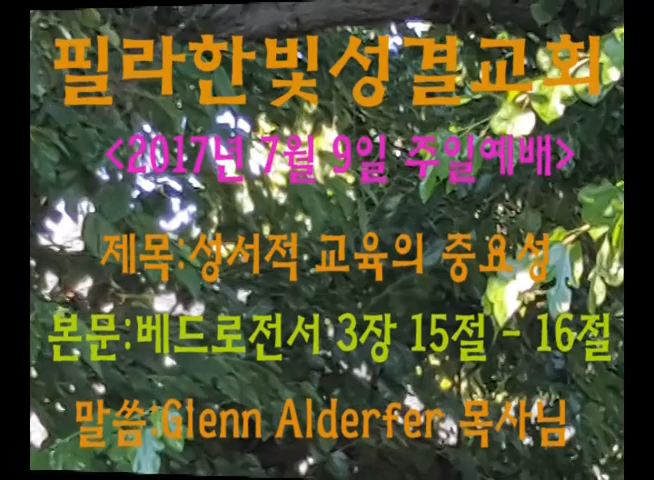 필라한빛성결교회
<2017년 7월 9일 주일예배>
제목:성서적 교육의 중요성
본문:베드로전서 3장 15절 - 16절
말씀:Glenn Alderfer 목사님